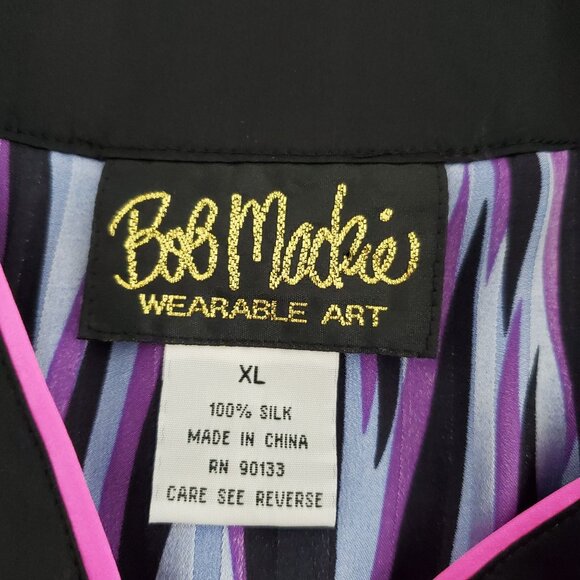 Bob Mackie
WEARABLE ART
XL
100% SILK
MADE IN CHINA
RN 90133
CARE SEE REVERSE